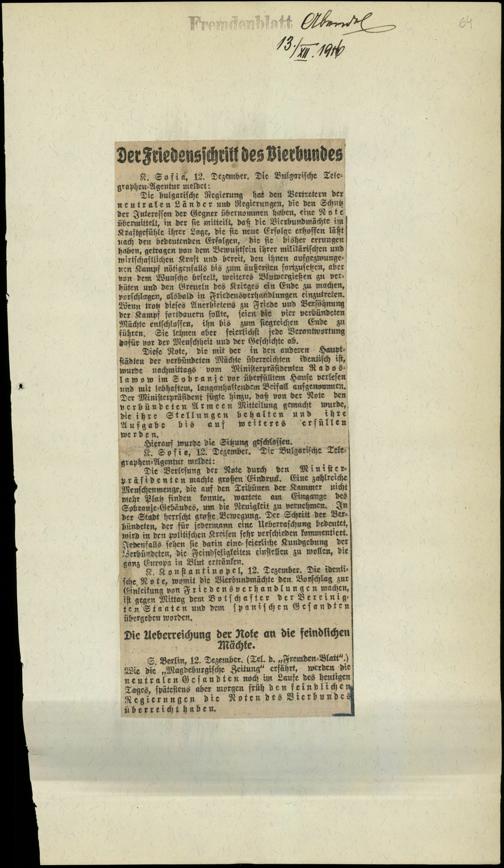 Fremdenblatt Abendbl
64
13./XII. 1916
Der Friedensschritt des Vierbundes
K. Sofia, 12. Dezember. Die Bulgarische Tele-
graphen-Agentur meldet:
Die bulgarische Regierung hat den Vertretern der
neutralen Länder und Regierungen, die den Schutz
der Interessen der Gegner übernommen haben, eine Note
übermittelt, in der sie mitteilt, daß die Vierbundmächte im
Kraftgefühle ihrer Lage, die sie neue Erfolge erhoffen läßt
nach den bedeutenden Erfolgen, die sie bisher errungen
haben, getragen von dem Bewußtsein ihrer militärischen und
wirtschaftlichen Kraft und bereit, den ihnen aufgezwunge-
nen Kampf nötigenfalls bis zum äußersten fortzusetzen, aber
von dem Wunsche beseelt, weiteres Blutvergießen zu ver-
hüten und den Greueln des Krieges ein Ende zu machen,
vorschlagen, alsbald in Friedensverhandlungen einzutreten.
Wenn trotz dieses Anerbietens zu Friede und Versöhnung
der Kampf fortdauern sollte, seien die vier verbündeten
Mächte entschlossen, ihn bis zum siegreichen Ende zu
führen. Sie lehnen aber feierlichst jede Verantwortung
dafür vor der Menschheit und der Geschichte ab.
Diese Note, die mit der in den anderen Haupt-
städten der verbündeten Mächte überreichten identisch ist,
wurde nachmittags vom Ministerpräsidenten Rados-
lawow im Sobranje vor überfülltem Hause verlesen
und mit lebhaftem, langanhaltendem Beifall aufgenommen.
Der Ministerpräsident fügte hinzu, daß von der Note den
verbündeten Armeen Mitteilung gemacht wurde,
die ihre Stellungen behalten und ihre
Aufgabe bis auf weiteres erfüllen
werden.
Hierauf wurde die Sitzung geschlossen.
K. Sofia, 12. Dezember. Die Bulgarische Tele-
graphen-Agentur meldet:
Die Verlesung der Note durch den Minister-
präsidenten machte großen Eindruck. Eine zahlreiche
Menschenmenge, die auf den Tribünen der Kammer nicht
mehr Platz finden konnte, wartete am Eingange des
Sobranje-Gebäudes, um die Neuigkeit zu vernehmen. In
der Stadt herrscht große Bewegung. Der Schritt der Ver-
bündeten, der für jedermann eine Ueberraschung bedeutet,
wird in den politischen Kreisen sehr verschieden kommentiert.
Jedenfalls sehen sie darin eine feierliche Kundgebung der
Verbündeten, die Feindseligkeiten einstellen zu wollen, die
ganz Europa in Blut ertränken.
K. Konstantinopel, 12. Dezember. Die identi-
sche Note, womit die Vierbundmächte den Vorschlag zur
Einleitung von Friedensverhandlungen machen,
ist gegen Mittag dem Botschafter der Vereinig-
ten Staaten und dem spanischen Gesandten
übergeben worden.
Die Ueberreichung der Note an die feindlichen
Mächte.
S. Berlin, 12. Dezember. (Tel. d. „Fremden-Blatt“.)
Wie die „Magdeburgische Zeitung“ erfährt, werden die
neutralen Gesandten noch im Laufe des heutigen
Tages, spätestens aber morgen früh den feindlichen
Regierungen die Noten des Vierbundes
überreicht haben.